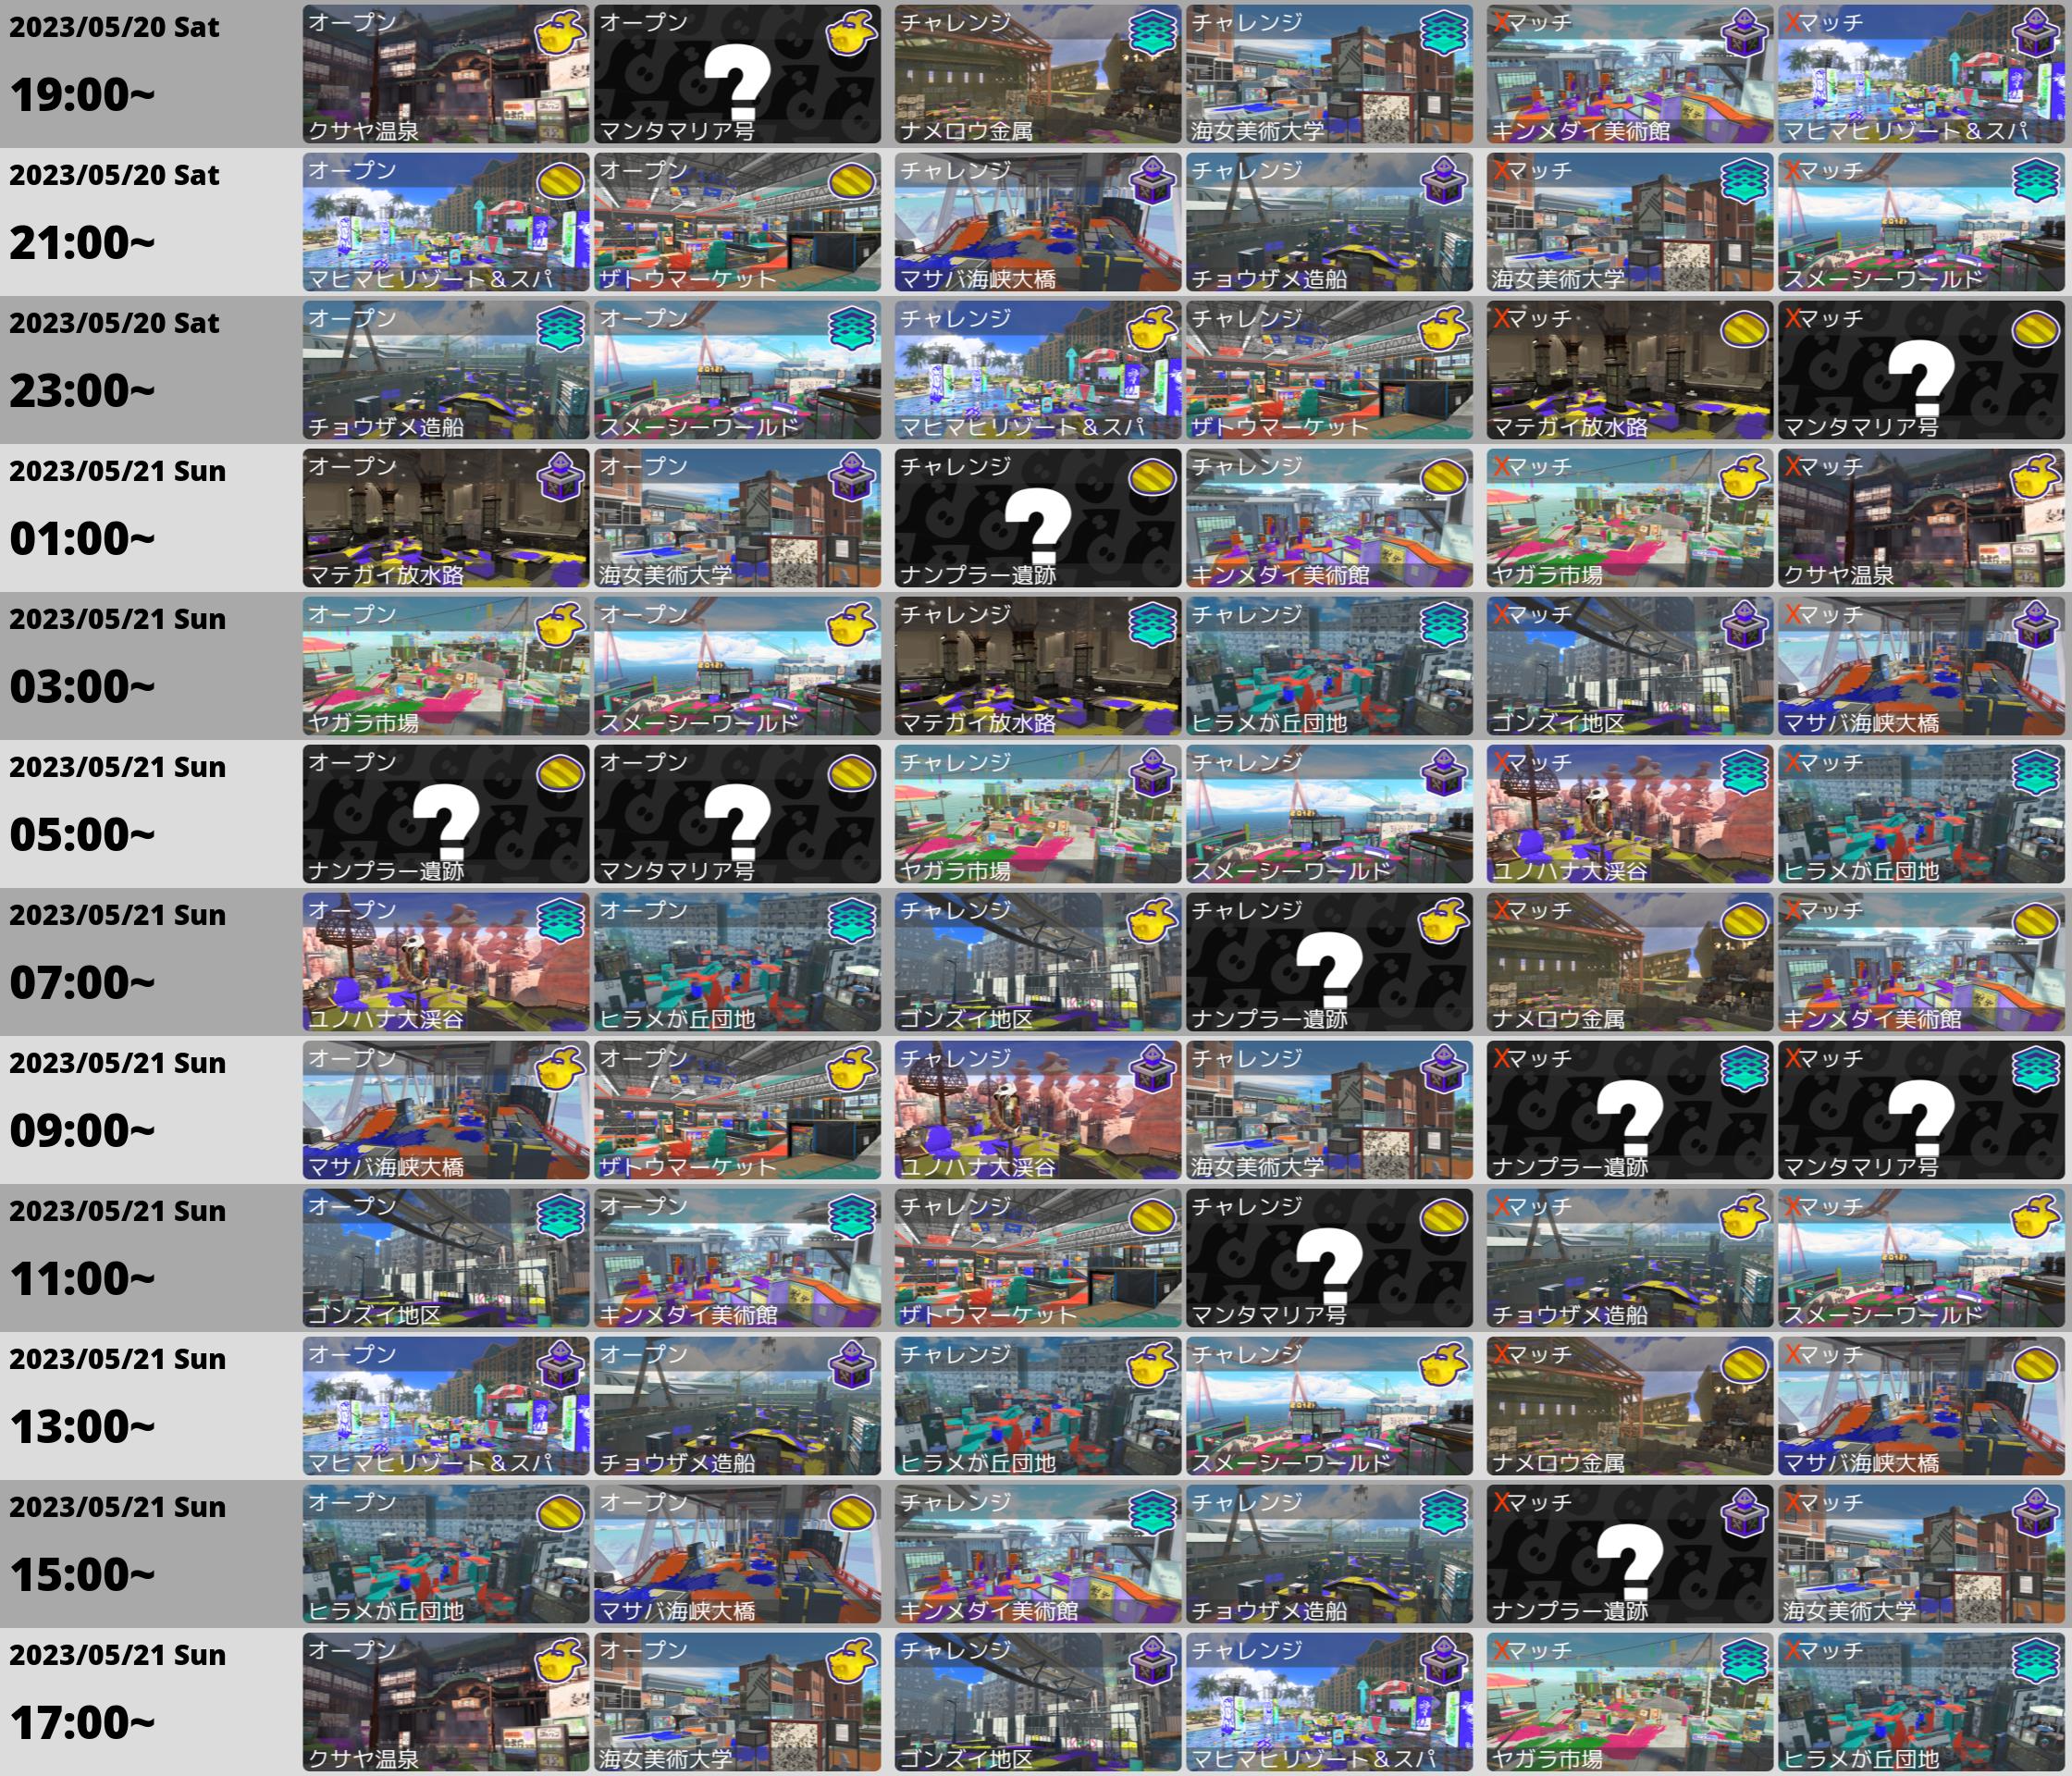 2023/05/20 Sat
19:00~
オープン
クサヤ温泉
オープン
マンタマリア号
チャレンジ
ナメロウ金属
チャレンジ
海女美術大学
Xマッチ
キンメダイ美術館
Xマッチ
マヒマヒリゾート＆スパ
2023/05/20 Sat
21:00~
オープン
マヒマヒリゾート＆スパ
オープン
ザトウマーケット
チャレンジ
マサバ海峡大橋
チャレンジ
チョウザメ造船
Xマッチ
海女美術大学
Xマッチ
スメーシーワールド
2023/05/20 Sat
23:00~
オープン
チョウザメ造船
オープン
スメーシーワールド
チャレンジ
マヒマヒリゾート＆スパ
チャレンジ
ザトウマーケット
Xマッチ
マテガイ放水路
Xマッチ
マンタマリア号
2023/05/21 Sun
01:00~
オープン
マテガイ放水路
オープン
海女美術大学
チャレンジ
ナンプラー遺跡
チャレンジ
キンメダイ美術館
Xマッチ
ヤガラ市場
Xマッチ
クサヤ温泉
2023/05/21 Sun
03:00~
オープン
ヤガラ市場
オープン
スメーシーワールド
チャレンジ
マテガイ放水路
チャレンジ
ヒラメが丘団地
Xマッチ
ゴンズイ地区
Xマッチ
マサバ海峡大橋
2023/05/21 Sun
05:00~
オープン
ナンプラー遺跡
オープン
マンタマリア号
チャレンジ
ヤガラ市場
チャレンジ
スメーシーワールド
Xマッチ
ユノハナ大渓谷
Xマッチ
ヒラメが丘団地
2023/05/21 Sun
07:00~
オープン
ユノハナ大渓谷
オープン
ヒラメが丘団地
チャレンジ
ゴンズイ地区
チャレンジ
ナンプラー遺跡
Xマッチ
ナメロウ金属
Xマッチ
キンメダイ美術館
2023/05/21 Sun
09:00~
オープン
マサバ海峡大橋
オープン
ザトウマーケット
チャレンジ
ユノハナ大渓谷
チャレンジ
海女美術大学
Xマッチ
ナンプラー遺跡
Xマッチ
マンタマリア号
2023/05/21 Sun
11:00~
オープン
ゴンズイ地区
オープン
キンメダイ美術館
チャレンジ
ザトウマーケット
チャレンジ
マンタマリア号
Xマッチ
チョウザメ造船
Xマッチ
スメーシーワールド
2023/05/21 Sun
13:00~
オープン
マヒマヒリゾート＆スパ
オープン
チョウザメ造船
チャレンジ
ヒラメが丘団地
チャレンジ
スメーシーワールド
Xマッチ
ナメロウ金属
Xマッチ
マサバ海峡大橋
2023/05/21 Sun
15:00~
オープン
ヒラメが丘団地
オープン
マサバ海峡大橋
チャレンジ
キンメダイ美術館
チャレンジ
チョウザメ造船
Xマッチ
ナンプラー遺跡
Xマッチ
海女美術大学
2023/05/21 Sun
17:00~
オープン
クサヤ温泉
オープン
海女美術大学
チャレンジ
ゴンズイ地区
チャレンジ
マヒマヒリゾート＆スパ
Xマッチ
ヤガラ市場
Xマッチ
ヒラメが丘団地